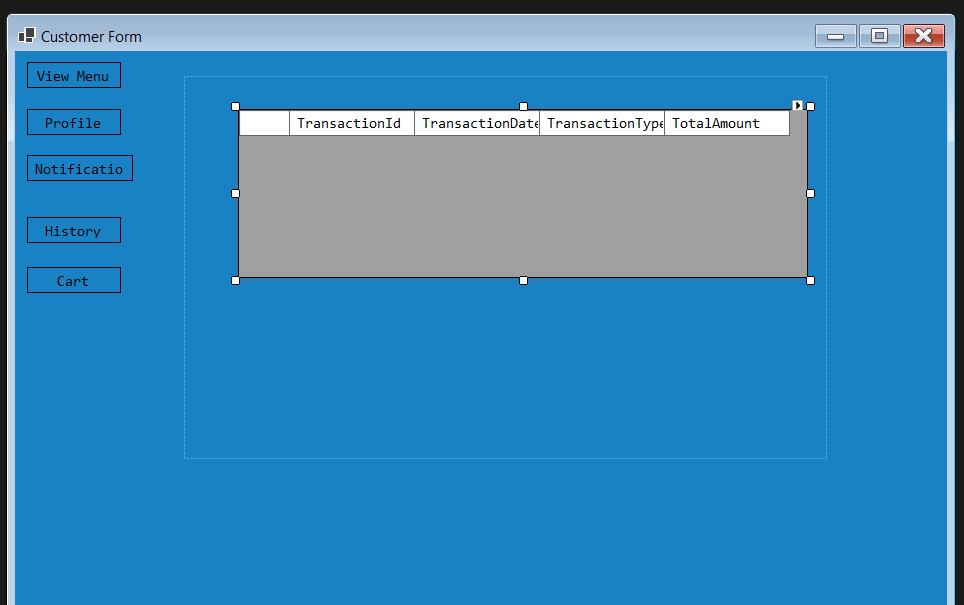 Customer Form
View Menu
Profile
Notificatio
History
Cart
TransactionId TransactionDate TransactionType TotalAmount